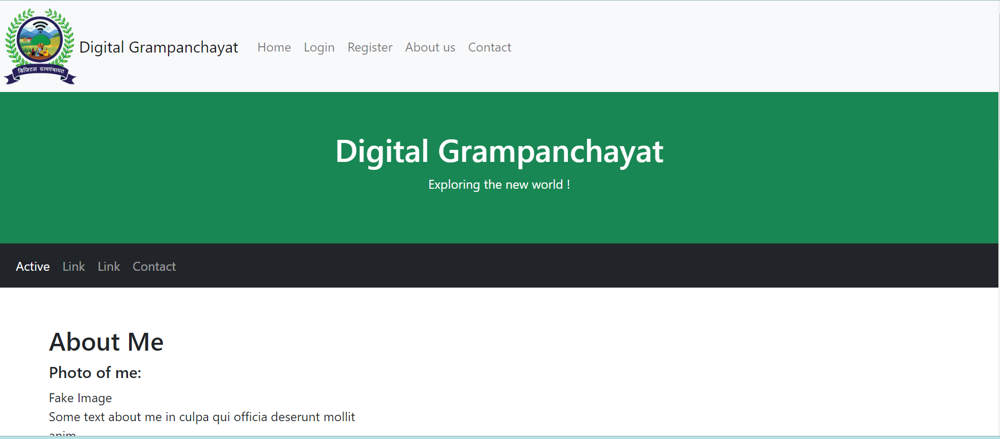 डिजिटल ग्रामपंचायत
Digital Grampanchayat Home Login Register About us Contact
Digital Grampanchayat
Exploring the new world !
Active Link Link Contact
About Me
Photo of me:
Fake Image
Some text about me in culpa qui officia deserunt mollit
anim